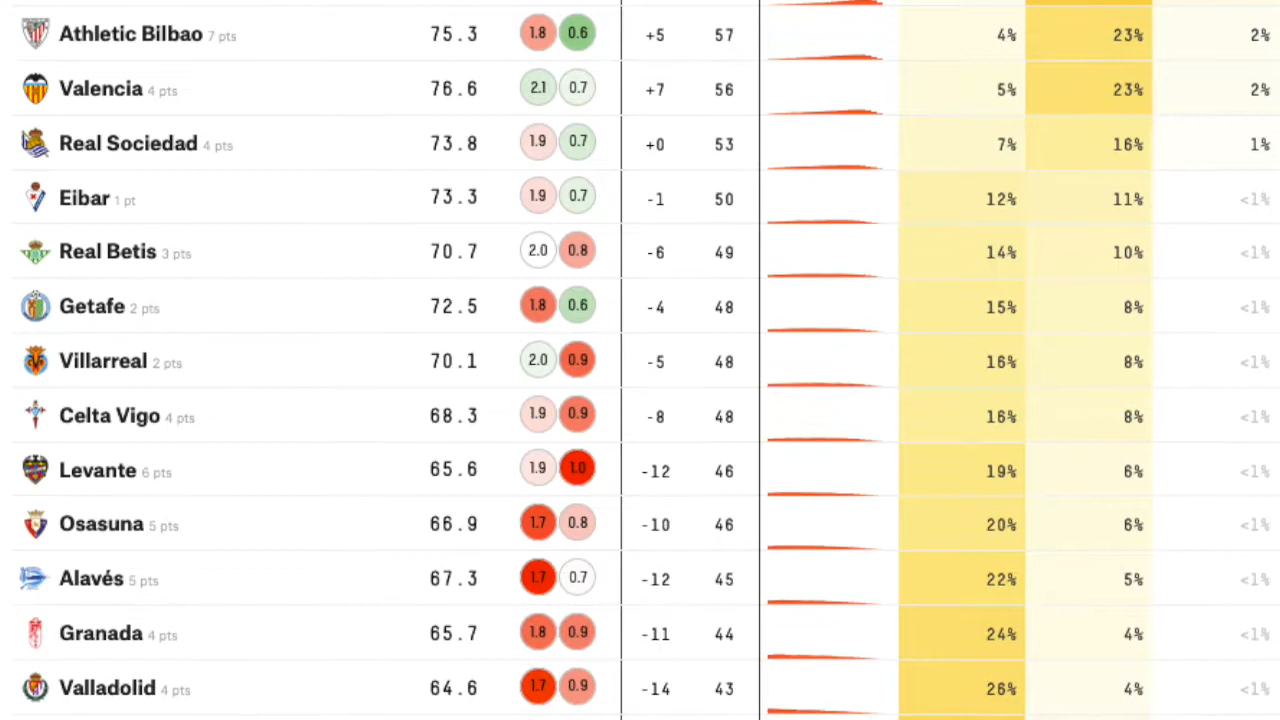 Athletic Bilbao 7 pts 75.3 1.8 0.6 +5 57 4% 23% 2%
Valencia 4 pts 76.6 2.1 0.7 +7 56 5% 23% 2%
Real Sociedad 4 pts 73.8 1.9 0.7 +0 53 7% 16% 1%
Eibar 1 pt 73.3 1.9 0.7 -1 50 12% 11% <1%
Real Betis 3 pts 70.7 2.0 0.8 -6 49 14% 10% <1%
Getafe 2 pts 72.5 1.8 0.6 -4 48 15% 8% <1%
Villarreal 2 pts 70.1 2.0 0.9 -5 48 16% 8% <1%
Celta Vigo 4 pts 68.3 1.9 0.9 -8 48 16% 8% <1%
Levante 6 pts 65.6 1.9 1.0 -12 46 19% 6% <1%
Osasuna 5 pts 66.9 1.7 0.8 -10 46 20% 6% <1%
Alavés 5 pts 67.3 1.7 0.7 -12 45 22% 5% <1%
Granada 4 pts 65.7 1.8 0.9 -11 44 24% 4% <1%
Valladolid 4 pts 64.6 1.7 0.9 -14 43 26% 4% <1%